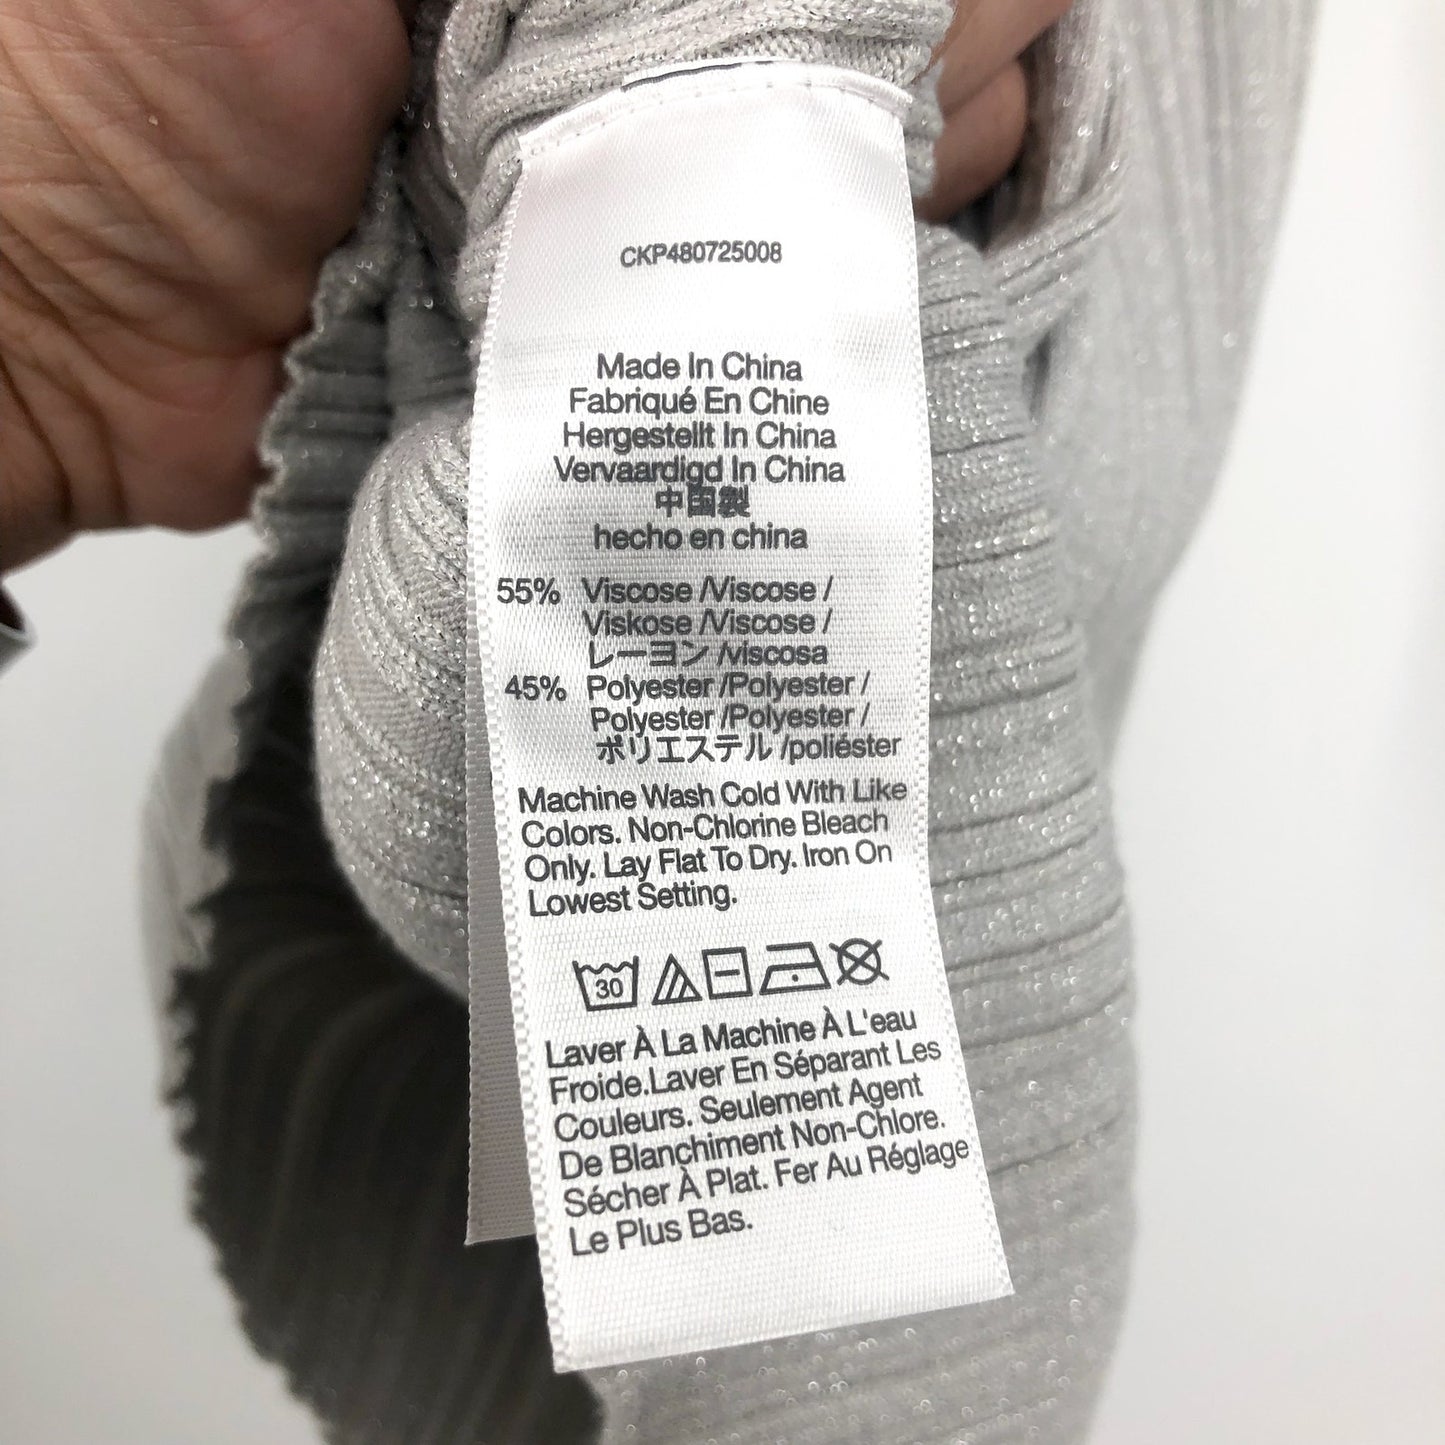 CKP480725008
Made In China
Fabriqué En Chine
Hergestellt In China
Vervaardigd In China
中国製
hecho en china
55% Viscose /Viscose /
Viskose /Viscose /
レーヨン /viscosa
45% Polyester /Polyester /
Polyester /Polyester /
ポリエステル /poliéster
Machine Wash Cold With Like
Colors. Non-Chlorine Bleach
Only. Lay Flat To Dry. Iron On
Lowest Setting.
30
Laver À La Machine À L'eau
Froide.Laver En Séparant Les
Couleurs. Seulement Agent
De Blanchiment Non-Chlore.
Sécher À Plat. Fer Au Réglage
Le Plus Bas.